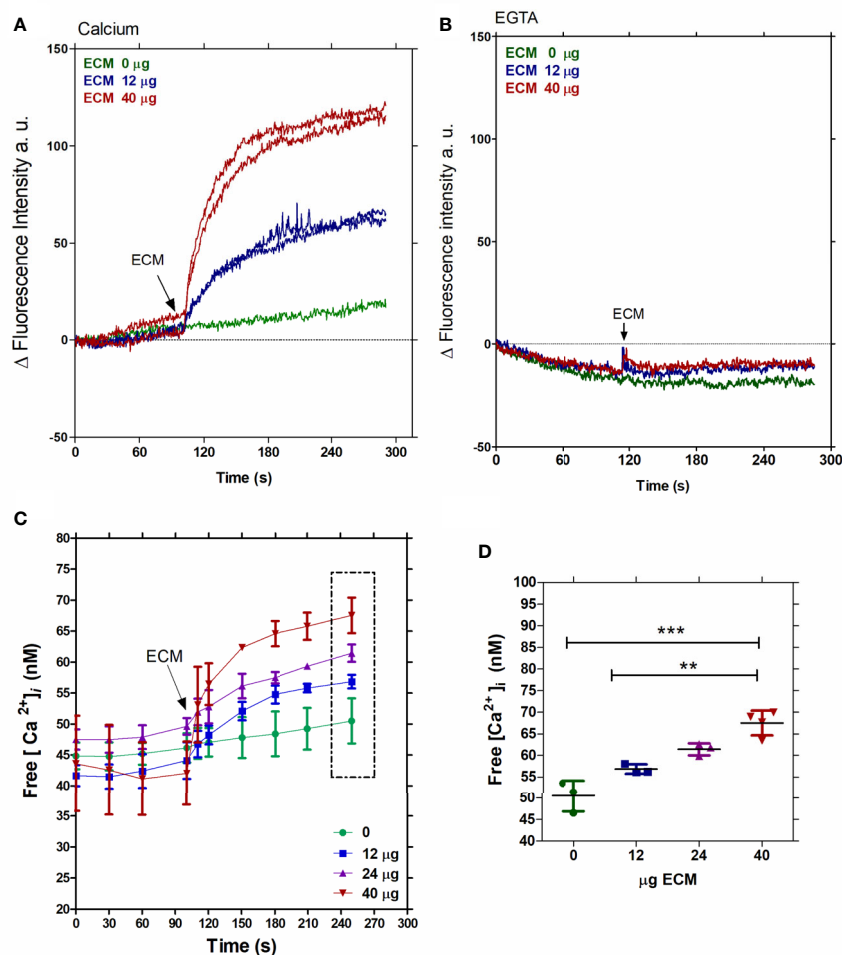 A
Calcium
ECM 0 µg
ECM 12 µg
ECM 40 µg
Δ Fluorescence Intensity a. u.
150
100
50
0
-50
ECM
0 60 120 180 240 300
Time (s)
B
EGTA
ECM 0 µg
ECM 12 µg
ECM 40 µg
Δ Fluorescence intensity a. u.
150
100
50
0
-50
ECM
0 60 120 180 240 300
Time (s)
C
Free [ Ca 2+ ]i (nM)
80
75
70
65
60
55
50
45
40
35
30
25
20
ECM
0
12 µg
24 µg
40 µg
0 30 60 90 120 150 180 210 240 270 300
Time (s)
D
Free [Ca 2+]i (nM)
100
95
90
85
80
75
70
65
60
55
50
45
40
***
**
0 12 24 40
µg ECM